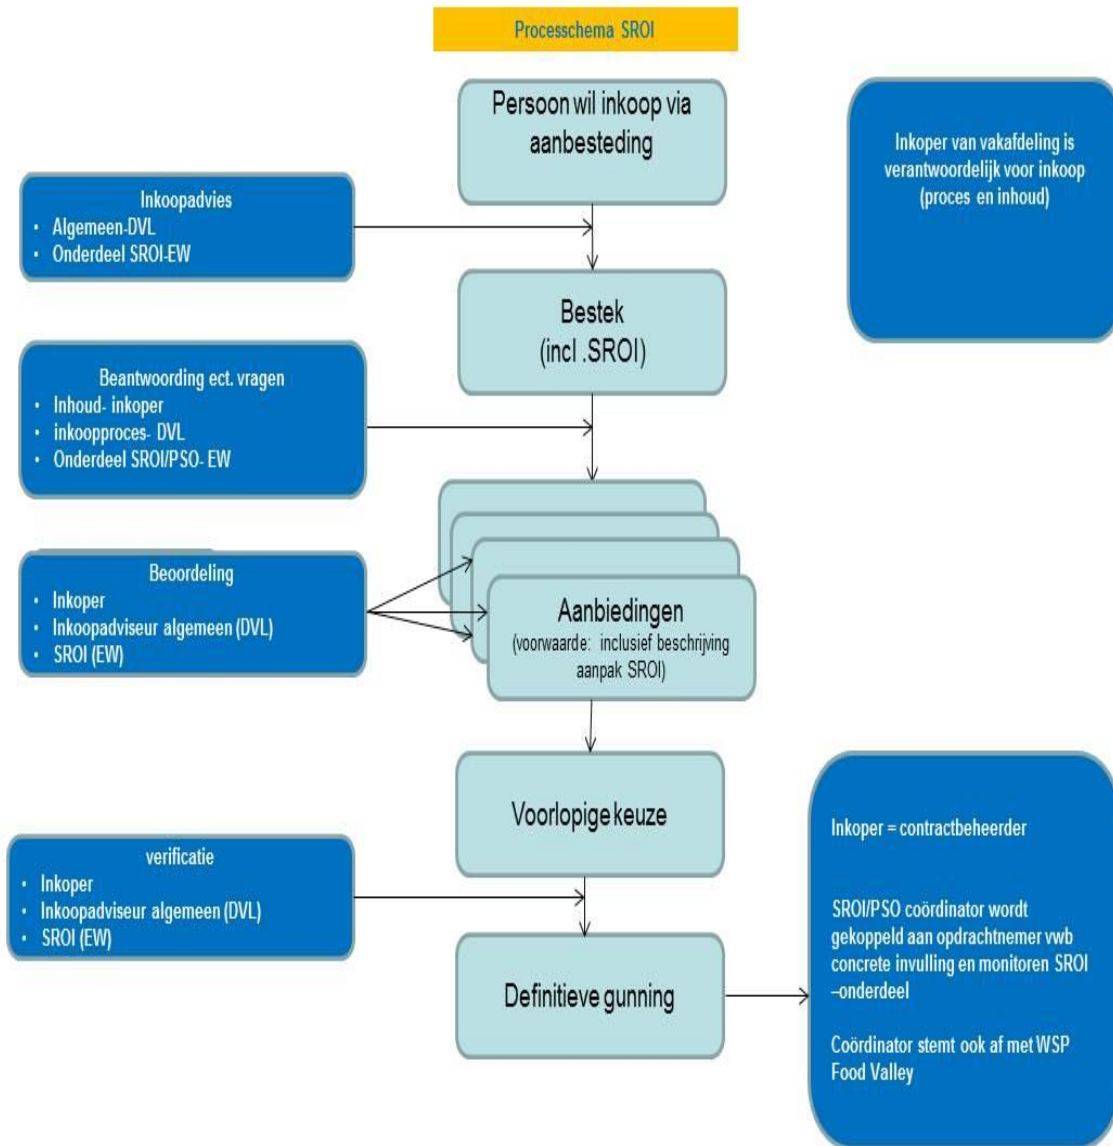 Processchema SROI
Persoon wil inkoop via
aanbesteding
Inkoper van vakafdeling is
verantwoordelijk voor inkoop
(proces en inhoud)
Inkoopadvies
• Algemeen-DVL
• Onderdeel SROI-EW
Bestek
(incl .SROI)
Beantwoording ect. vragen
• Inhoud- inkoper
• inkoopproces- DVL
• Onderdeel SROI/PSO- EW
Beoordeling
• Inkoper
• Inkoopadviseur algemeen (DVL)
• SROI (EW)
Aanbiedingen
(voorwaarde: inclusief beschrijving
aanpak SROI)
Voorlopige keuze
verificatie
• Inkoper
• Inkoopadviseur algemeen (DVL)
• SROI (EW)
Definitieve gunning
Inkoper = contractbeheerder
SROI/PSO coördinator wordt
gekoppeld aan opdrachtnemer vwb
concrete invulling en monitoren SROI
–onderdeel
Coördinator stemt ook af met WSP
Food Valley